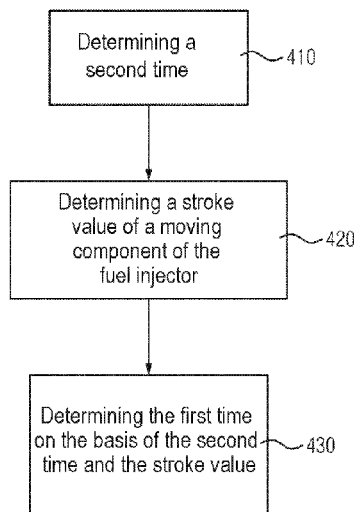 Determining a
second time
410
Determining a stroke
value of a moving
component of the
fuel injector
420
Determining the first time
on the basis of the second
time and the stroke value
430